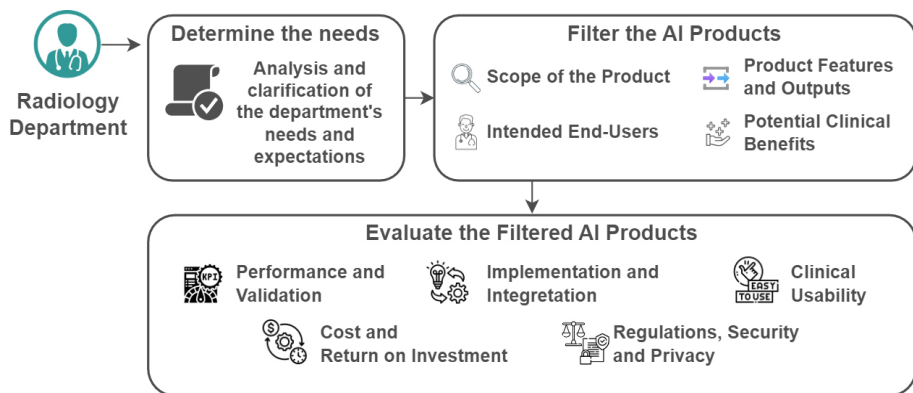 Radiology
Department
Determine the needs
Analysis and
clarification of
the department's
needs and
expectations
Filter the AI Products
Scope of the Product
Product Features
and Outputs
Intended End-Users
Potential Clinical
Benefits
Evaluate the Filtered AI Products
KPI
Performance and
Validation
Implementation and
Integretation
EASY
TO USE
Clinical
Usability
$
Cost and
Return on Investment
Regulations, Security
and Privacy